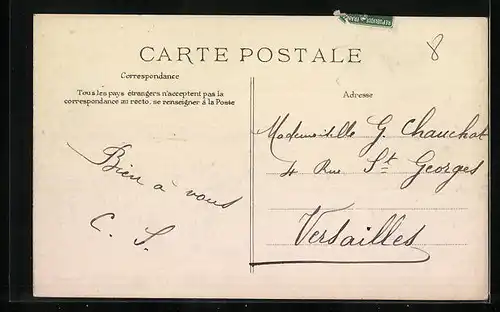 8
CARTE POSTALE
Correspondance
Tous les pays étrangers n'acceptent pas la
correspondance au recto, se renseigner à la Poste
Bien à vous
C. S.
Adresse
Mademoiselle G. Chauchat
4 Rue St Georges
Versailles